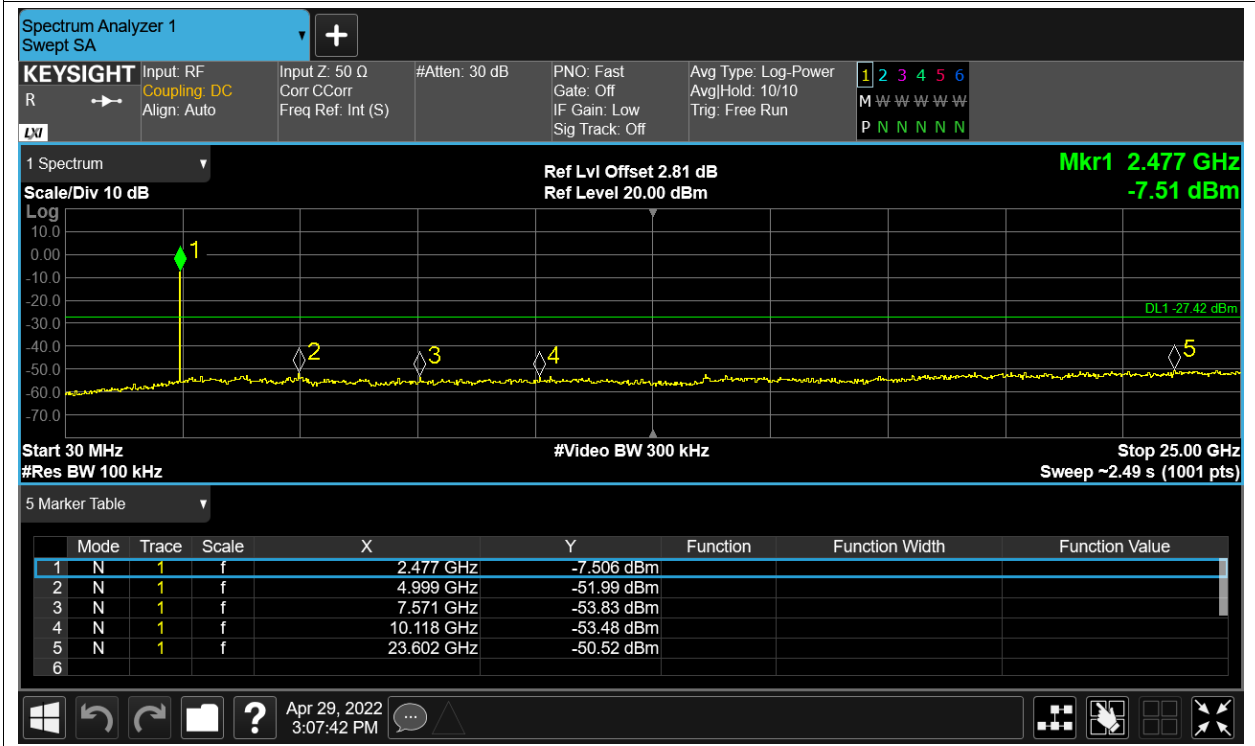 Spectrum Analyzer 1
Swept SA
+
KEYSIGHT
R
LXI
Input: RF
Coupling: DC
Align: Auto
Input Z: 50 Ω
Corr CCorr
Freq Ref: Int (S)
#Atten: 30 dB
PNO: Fast
Gate: Off
IF Gain: Low
Sig Track: Off
Avg Type: Log-Power
Avg|Hold: 10/10
Trig: Free Run
1 2 3 4 5 6
M W W W W W
P N N N N N
1 Spectrum
Scale/Div 10 dB
Ref Lvl Offset 2.81 dB
Ref Level 20.00 dBm
Mkr1 2.477 GHz
-7.51 dBm
Log
10.0
0.00
-10.0
-20.0
-30.0
-40.0
-50.0
-60.0
-70.0
1
2
3
4
5
DL1 -27.42 dBm
Start 30 MHz
#Video BW 300 kHz
Stop 25.00 GHz
#Res BW 100 kHz
Sweep ~2.49 s (1001 pts)
5 Marker Table
Mode Trace Scale X Y Function Function Width Function Value
1 N 1 f 2.477 GHz -7.506 dBm
2 N 1 f 4.999 GHz -51.99 dBm
3 N 1 f 7.571 GHz -53.83 dBm
4 N 1 f 10.118 GHz -53.48 dBm
5 N 1 f 23.602 GHz -50.52 dBm
6
?
Apr 29, 2022
3:07:42 PM